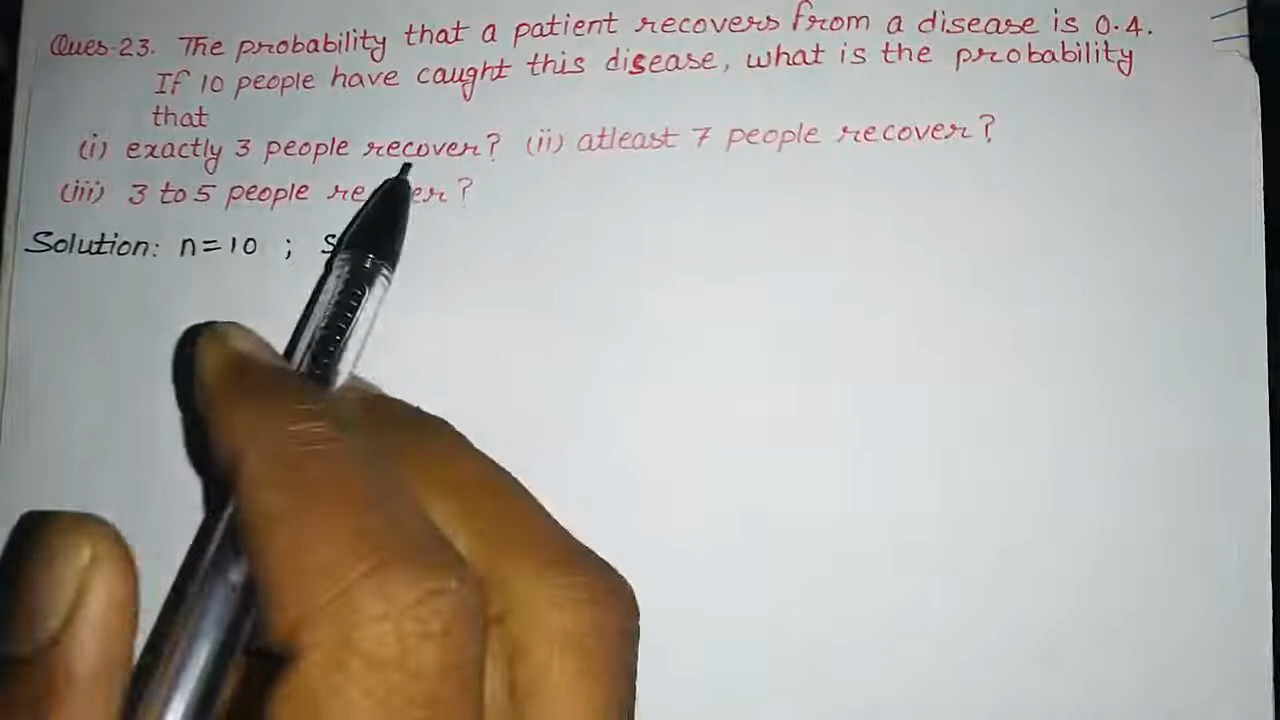 Ques-23. The probability that a patient recovers from a disease is 0.4.
If 10 people have caught this disease, what is the probability
that
(i) exactly 3 people recover? (ii) atleast 7 people recover?
(iii) 3 to 5 people
Solution: n=10 ;